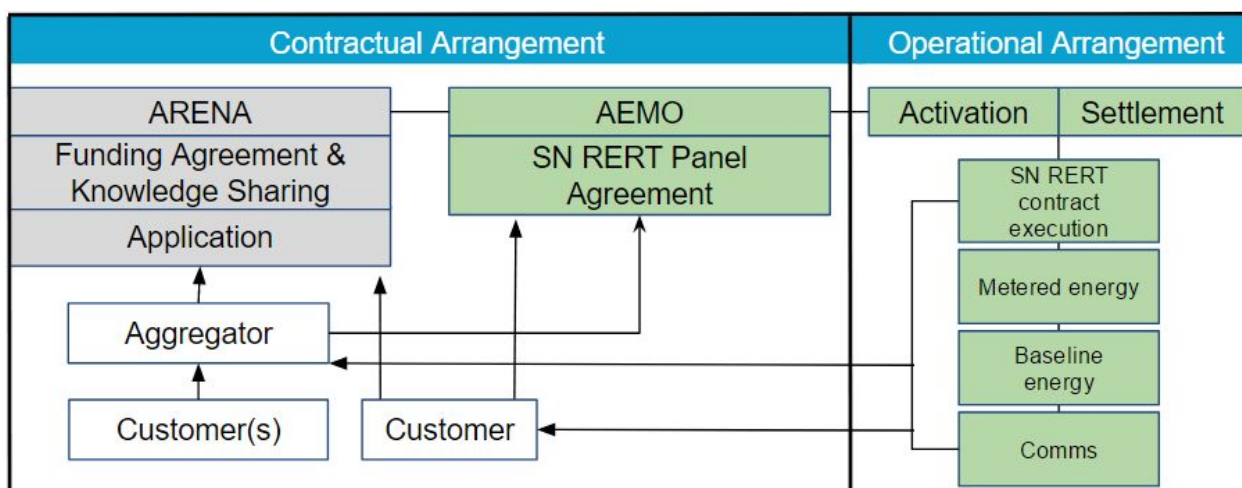 Contractual Arrangement
Operational Arrangement
ARENA
Funding Agreement &
Knowledge Sharing
Application
AEMO
SN RERT Panel
Agreement
Aggregator
Customer(s)
Customer
Activation
Settlement
SN RERT
contract
execution
Metered energy
Baseline
energy
Comms